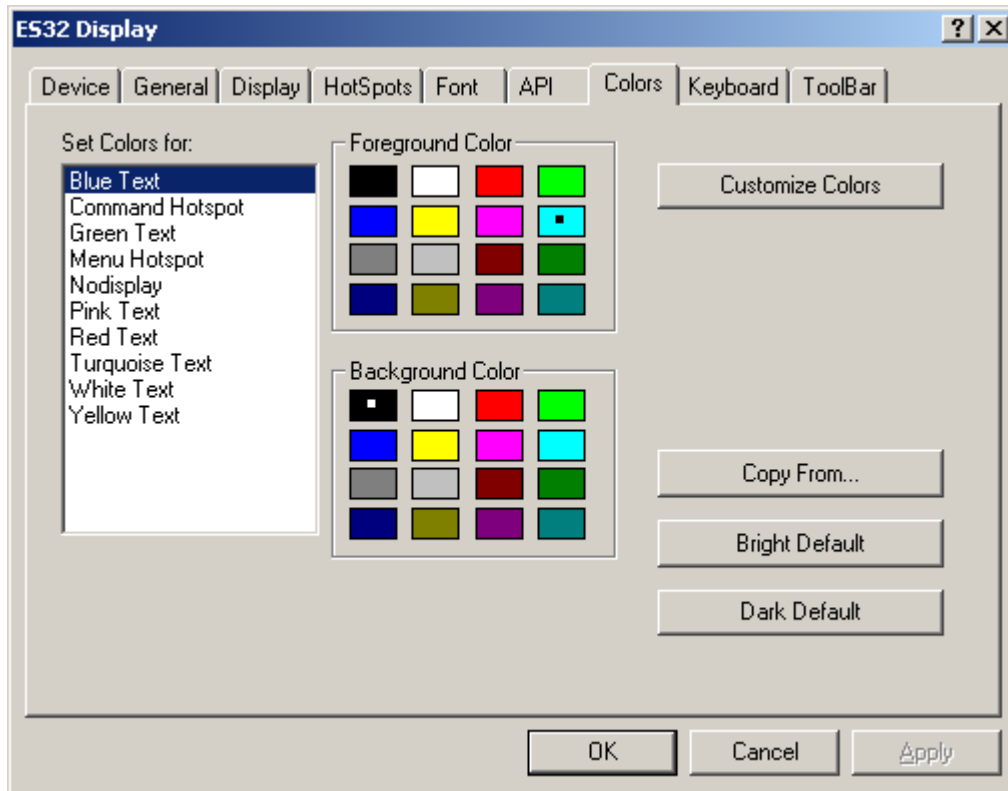 ES32 Display
Device General Display HotSpots Font API Colors Keyboard ToolBar
Set Colors for:
Blue Text
Command Hotspot
Green Text
Menu Hotspot
Nodisplay
Pink Text
Red Text
Turquoise Text
White Text
Yellow Text
Foreground Color
Background Color
Customize Colors
Copy From...
Bright Default
Dark Default
OK Cancel Apply